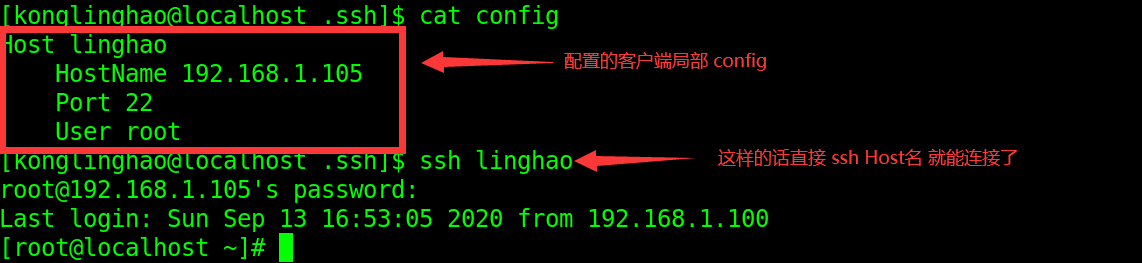 [konglinghao@localhost .ssh]$ cat config
Host linghao
    HostName 192.168.1.105
    Port 22
    User root
配置的客户端局部 config
[konglinghao@localhost .ssh]$ ssh linghao
这样的话直接 ssh Host名 就能连接了
root@192.168.1.105's password:
Last login: Sun Sep 13 16:53:05 2020 from 192.168.1.100
[root@localhost ~]#